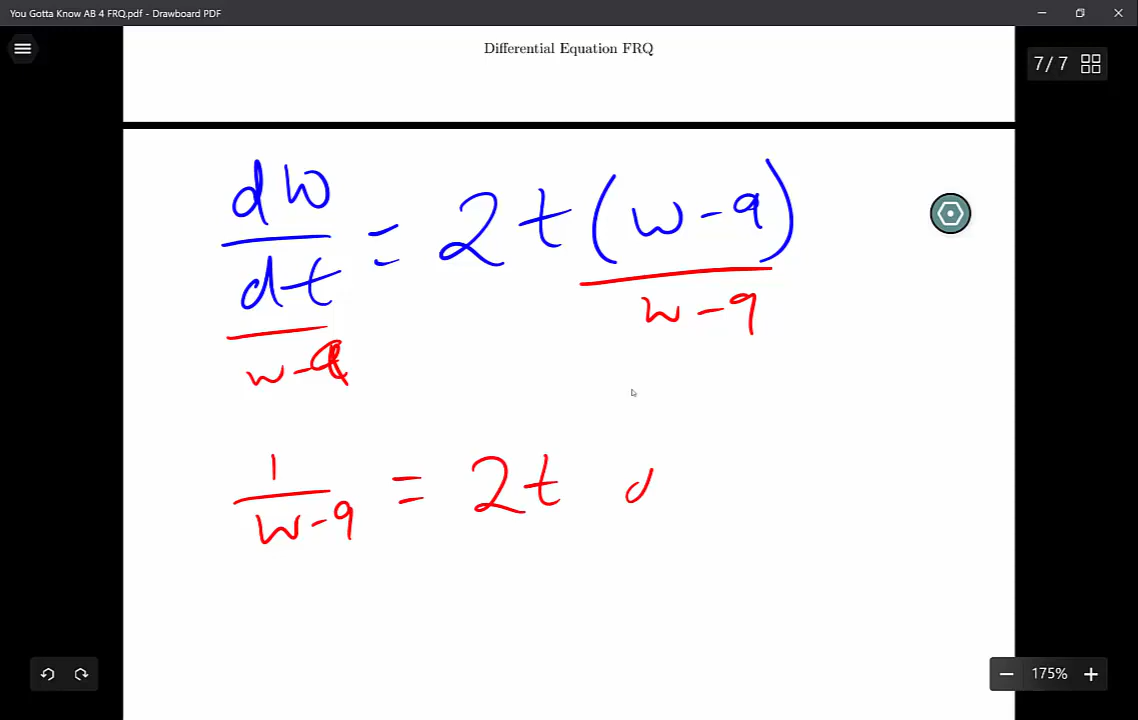 You Gotta Know AB 4 FRQ.pdf - Drawboard PDF
Differential Equation FRQ
7/7
dW/dt = 2t(w-9)
w-9 w-9
1/(w-9) = 2t d
175%